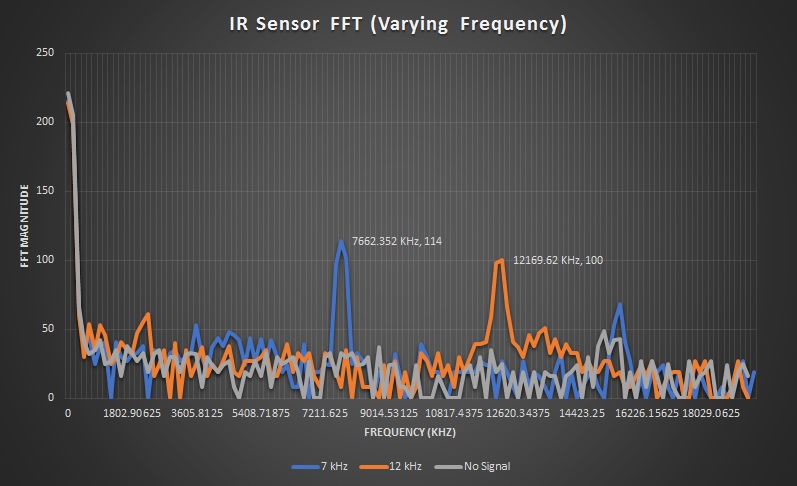 IR Sensor FFT (Varying Frequency)
250
200
150
100
50
0
FFT MAGNITUDE
7662.352 KHz, 114
12169.62 KHz, 100
0 1802.90625 3605.8125 5408.71875 7211.625 9014.53125 10817.4375 12620.34375 14423.25 16226.15625 18029.0625
FREQUENCY (KHZ)
7 kHz 12 kHz No Signal